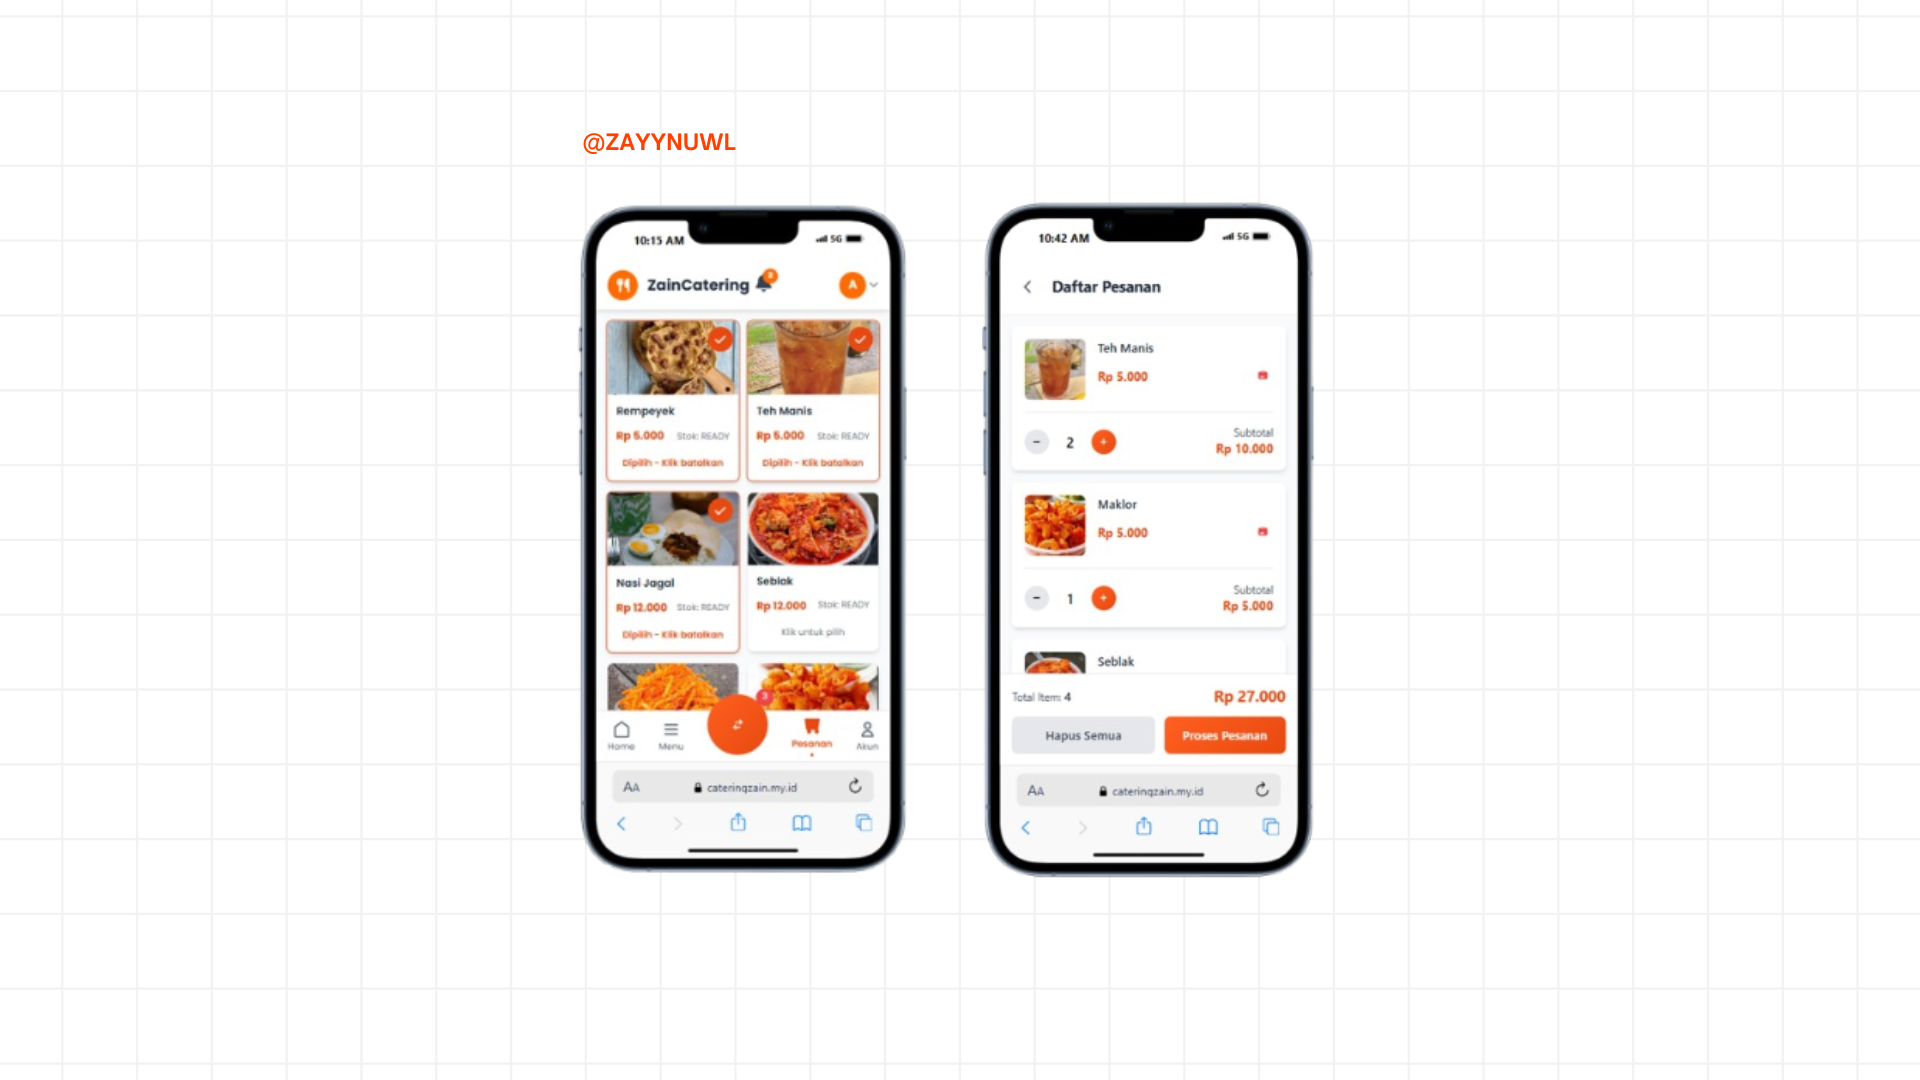 @ZAYYNUWL
10:15 AM
5G
ZainCatering
A
Rempeyek
Rp 5.000 Stok: READY
Dipilih - Klik batalkan
Teh Manis
Rp 5.000 Stok: READY
Dipilih - Klik batalkan
Nasi Jagal
Rp 12.000 Stok: READY
Dipilih - Klik batalkan
Seblak
Rp 12.000 Stok: READY
Klik untuk pilih
3
Home
Menu
Pesanan
Akun
AA
cateringzain.my.id
10:42 AM
5G
Daftar Pesanan
Teh Manis
Rp 5.000
2
Subtotal
Rp 10.000
Maklor
Rp 5.000
1
Subtotal
Rp 5.000
Seblak
Total Item: 4
Rp 27.000
Hapus Semua
Proses Pesanan
AA
cateringzain.my.id